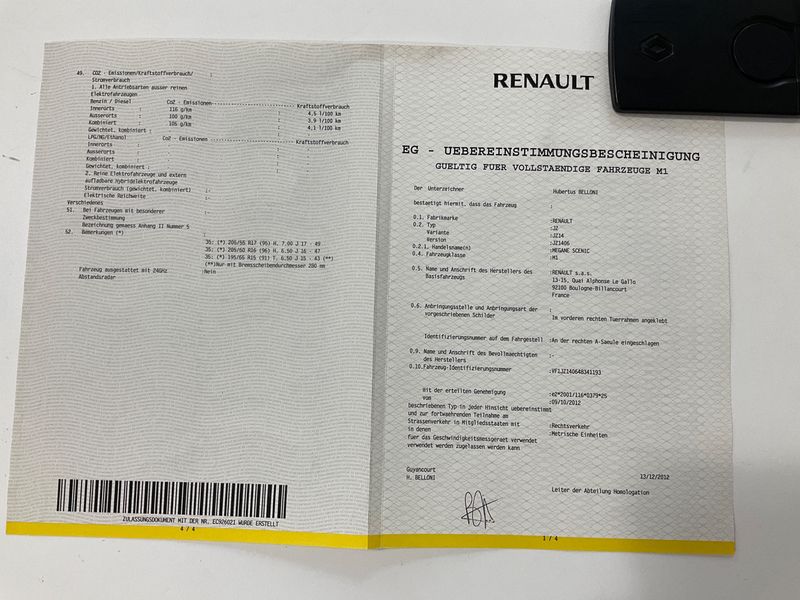 49. CO2 - Emissionen/Kraftstoffverbrauch/ :
Stromverbrauch
1. Alle Antriebsarten ausser reinen
Elektrofahrzeugen
Benzin / Diesel Co2 - Emissionen Kraftstoffverbrauch
Innerorts : 116 g/km : 4,5 l/100 km
Ausserorts : 100 g/km : 3,9 l/100 km
Kombiniert : 105 g/km : 4,1 l/100 km
Gewichtet, kombiniert : :
LPG/NG/Ethanol Co2 - Emissionen Kraftstoffverbrauch
Innerorts :
Ausserorts :
Kombiniert :
Gewichtet, kombiniert :
2. Reine Elektrofahrzeuge und extern
aufladbare Hybridelektrofahrzeuge
Stromverbrauch (gewichtet, kombiniert) :-
Elektrische Reichweite :-
Verschiedenes
51. Bei Fahrzeugen mit besonderer :-
Zweckbestimmung
Bezeichnung gemaess Anhang II Nummer 5
52. Bemerkungen (*) :
35: (*) 205/55 R17 (95) H. 7.00 J 17 - 49
35: (*) 205/60 R16 (96) H. 6.50 J 16 - 47
35: (*) 195/65 R15 (91) T. 6.50 J 15 - 43 (**)
(**)Nur mit Bremsscheibendurchmesser 280 mm
Fahrzeug ausgestattet mit 24GHz :Nein
Abstandsradar
ZULASSUNGSDOKUMENT MIT DER NR. EC926021 WURDE ERSTELLT
4 / 4
RENAULT
EG - UEBEREINSTIMMUNGSBESCHEINIGUNG
GUELTIG FUER VOLLSTAENDIGE FAHRZEUGE M1
Der Unterzeichner Hubertus BELLONI
bestaetigt hiermit, dass das Fahrzeug :
0.1. Fabrikmarke :RENAULT
0.2. Typ :JZ
Variante :JZ14
Version :JZ1406
0.2.1. Handelsname(n) :MEGANE SCENIC
0.4. Fahrzeugklasse :M1
0.5. Name und Anschrift des Herstellers des :RENAULT s.a.s.
Basisfahrzeugs 13-15, Quai Alphonse Le Gallo
92100 Boulogne-Billancourt
France
0.6. Anbringungsstelle und Anbringungsart der :
vorgeschriebenen Schilder Im vorderen rechten Tuerrahmen angeklebt
Identifizierungsnummer auf dem Fahrgestell :An der rechten A-Saeule eingeschlagen
0.9. Name und Anschrift des Bevollmaechtigten :-
des Herstellers
0.10.Fahrzeug-Identifizierungsnummer :VF1JZ140648341193
mit der erteilten Genehmigung :e2*2001/116*0379*25
vom :09/10/2012
beschriebenen Typ in jeder Hinsicht uebereinstimmt
und zur fortwaehrenden Teilnahme am
Strassenverkehr in Mitgliedsstaaten mit :Rechtsverkehr
in denen :Metrische Einheiten
fuer das Geschwindigkeitsmessgeraet verwendet
verwendet werden zugelassen werden kann
Guyancourt 13/12/2012
H. BELLONI
Leiter der Abteilung Homologation
1 / 4